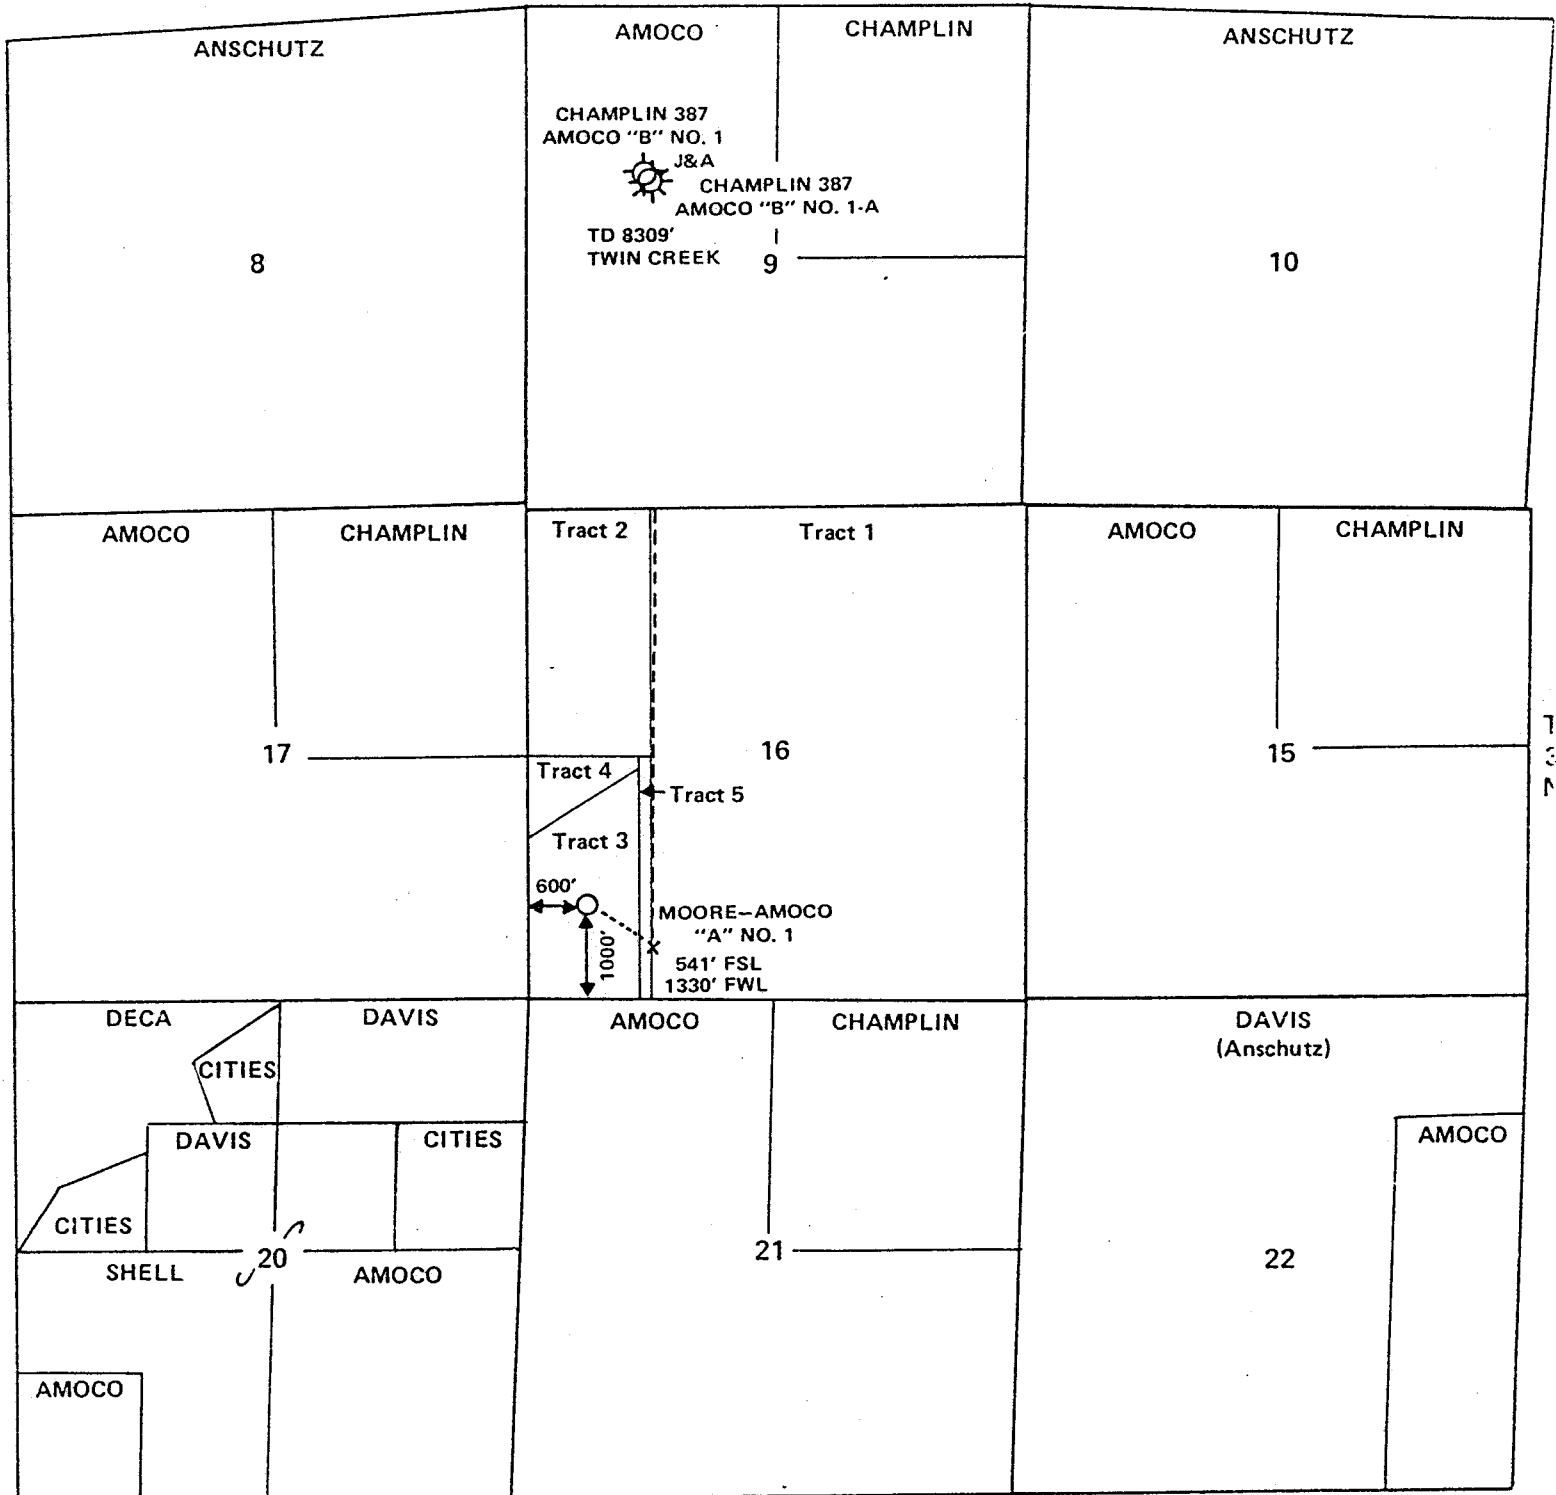 ANSCHUTZ
AMOCO
CHAMPLIN
ANSCHUTZ
CHAMPLIN 387
AMOCO "B" NO. 1
J&A
CHAMPLIN 387
AMOCO "B" NO. 1-A
TD 8309'
TWIN CREEK
8
9
10
AMOCO
CHAMPLIN
Tract 2
Tract 1
AMOCO
CHAMPLIN
17
16
15
Tract 4
Tract 5
Tract 3
600'
1000'
MOORE–AMOCO
"A" NO. 1
541' FSL
1330' FWL
DECA
DAVIS
AMOCO
CHAMPLIN
DAVIS
(Anschutz)
CITIES
DAVIS
CITIES
AMOCO
CITIES
20
21
22
SHELL
AMOCO
AMOCO